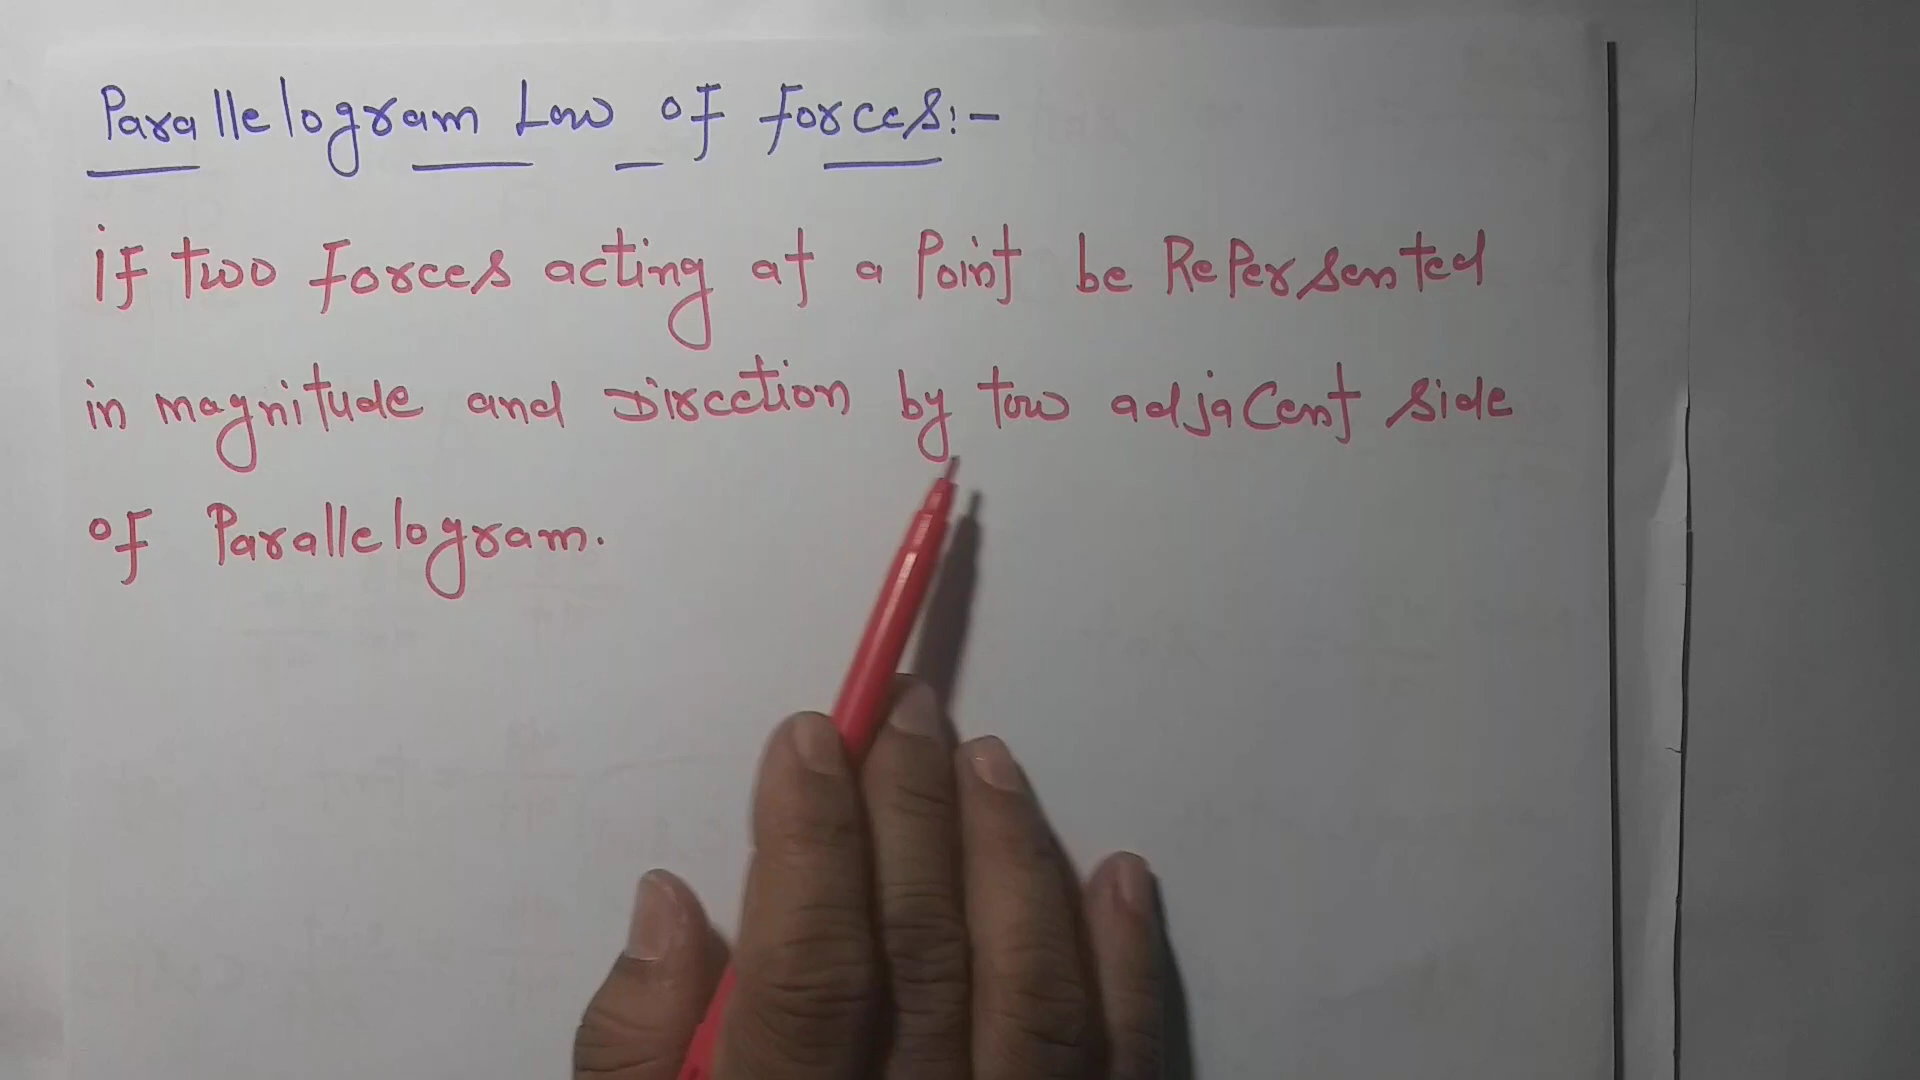 Parallelogram Law of forces:-
if two forces acting at a Point be RePersented
in magnitude and Direction by tow adjacent side
of Parallelogram.